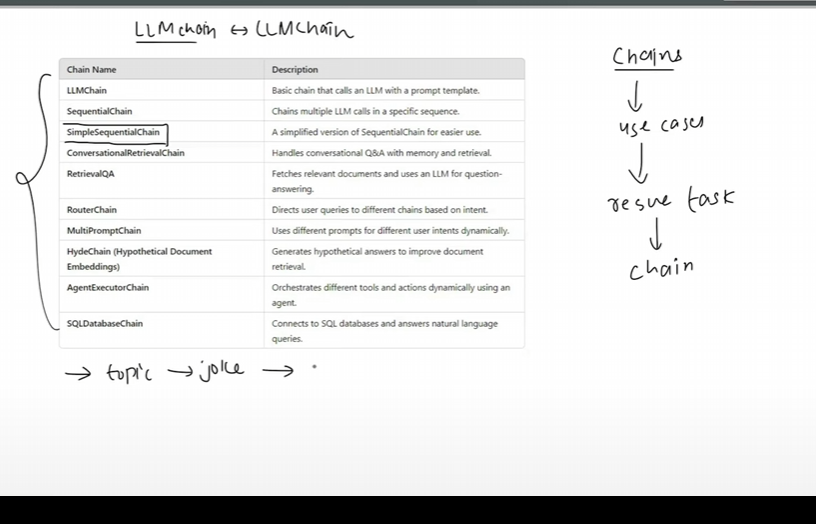 LLMchain ↔ LLMChain
Chain Name Description
LLMChain Basic chain that calls an LLM with a prompt template.
SequentialChain Chains multiple LLM calls in a specific sequence.
SimpleSequentialChain A simplified version of SequentialChain for easier use.
ConversationalRetrievalChain Handles conversational Q&A with memory and retrieval.
RetrievalQA Fetches relevant documents and uses an LLM for question-
answering.
RouterChain Directs user queries to different chains based on intent.
MultiPromptChain Uses different prompts for different user intents dynamically.
HydeChain (Hypothetical Document Generates hypothetical answers to improve document
Embeddings) retrieval.
AgentExecutorChain Orchestrates different tools and actions dynamically using an
agent.
SQLDatabaseChain Connects to SQL databases and answers natural language
queries.
→ topic → joke →
Chains
use cases
task
chain